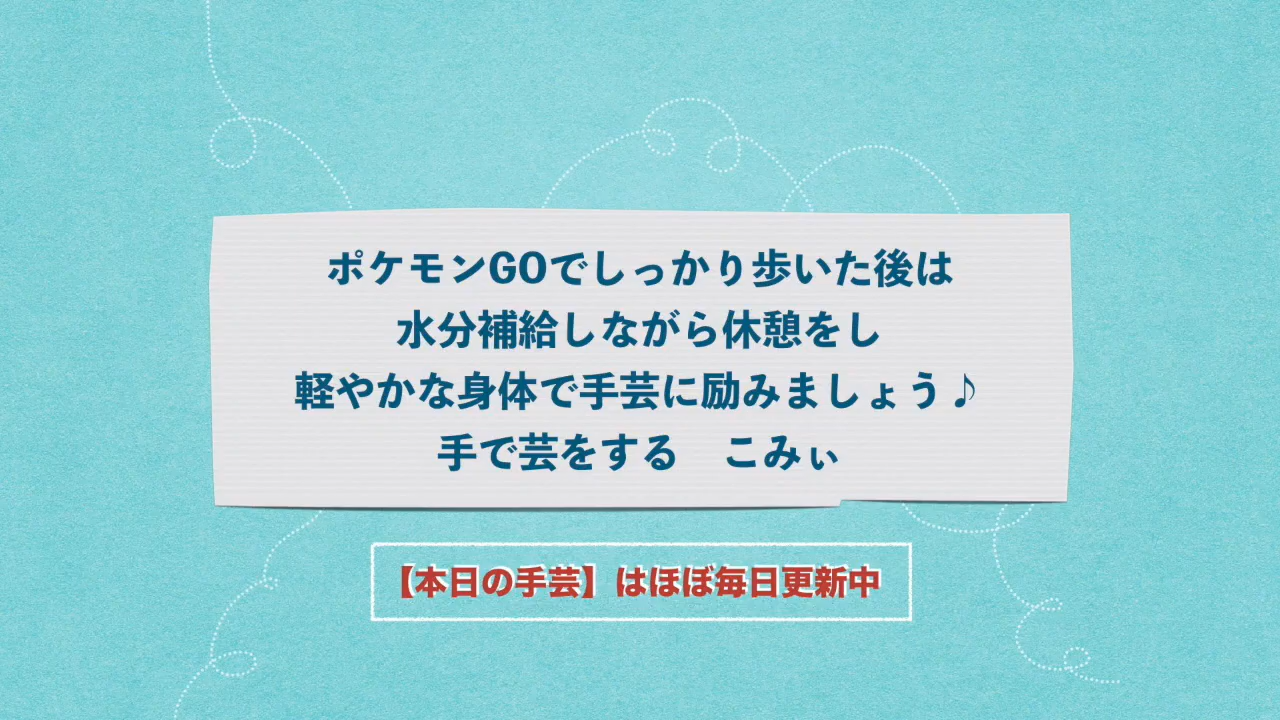 ポケモンGOでしっかり歩いた後は
水分補給しながら休憩をし
軽やかな身体で手芸に励みましょう♪
手で芸をする　こみぃ
【本日の手芸】はほぼ毎日更新中